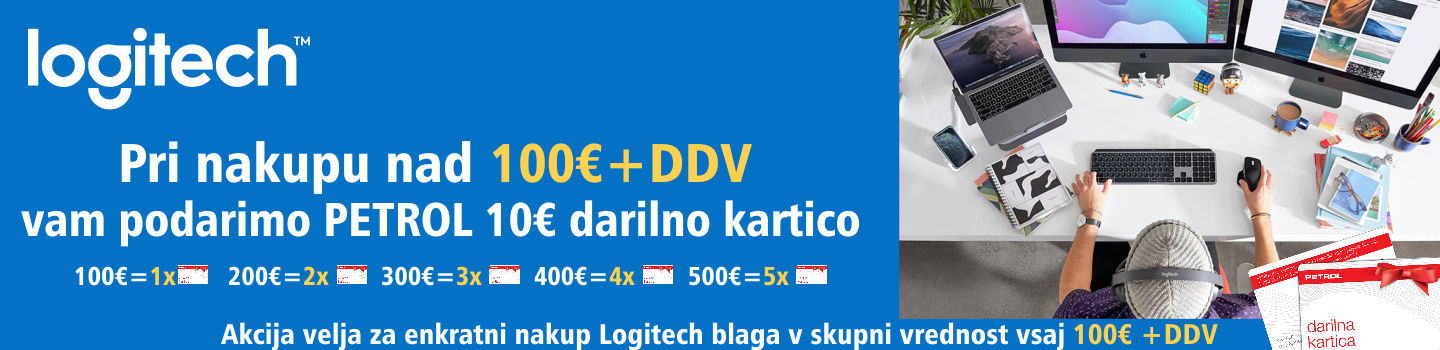 logitech™
Pri nakupu nad 100€+DDV
vam podarimo PETROL 10€ darilno kartico
100€=1x 200€=2x 300€=3x 400€=4x 500€=5x
logitech
PETROL
darilna
kartica
Akcija velja za enkratni nakup Logitech blaga v skupni vrednost vsaj 100€ +DDV